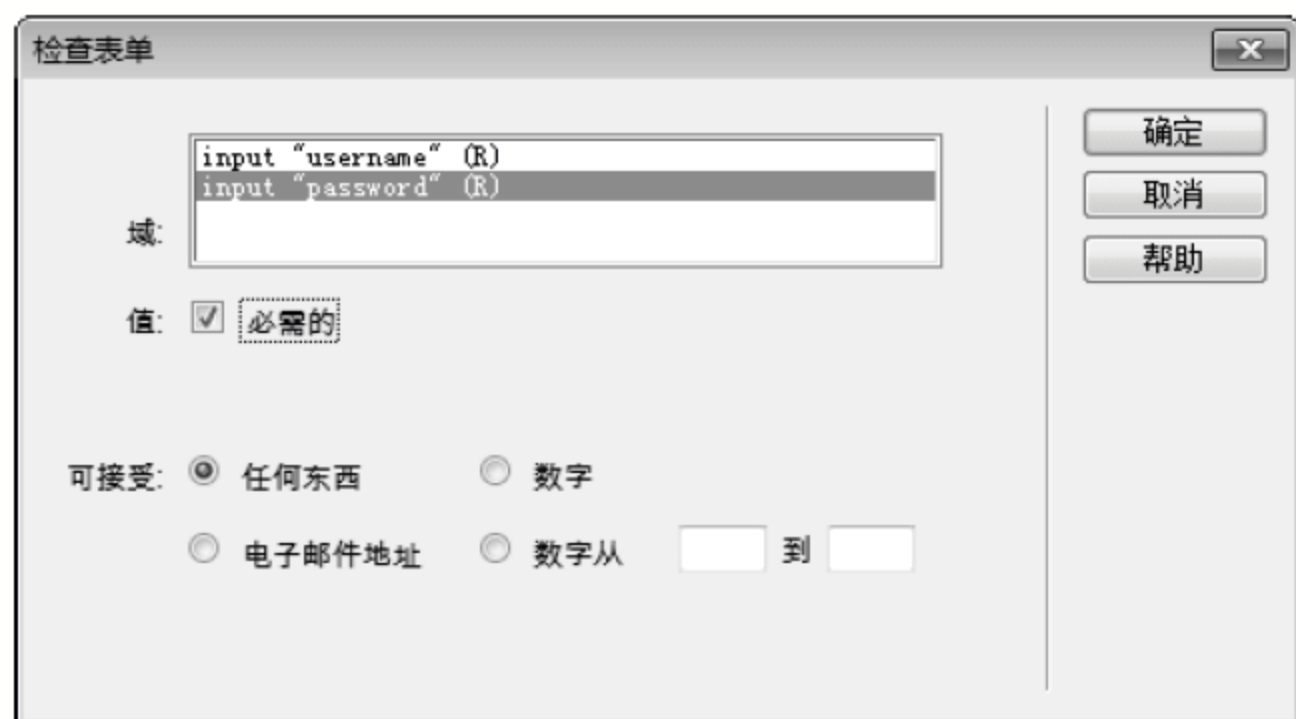 检查表单
input "username" (R)
input "password" (R)
域:
值: 必需的
可接受: 任何东西 数字
电子邮件地址 数字从 到
确定
取消
帮助